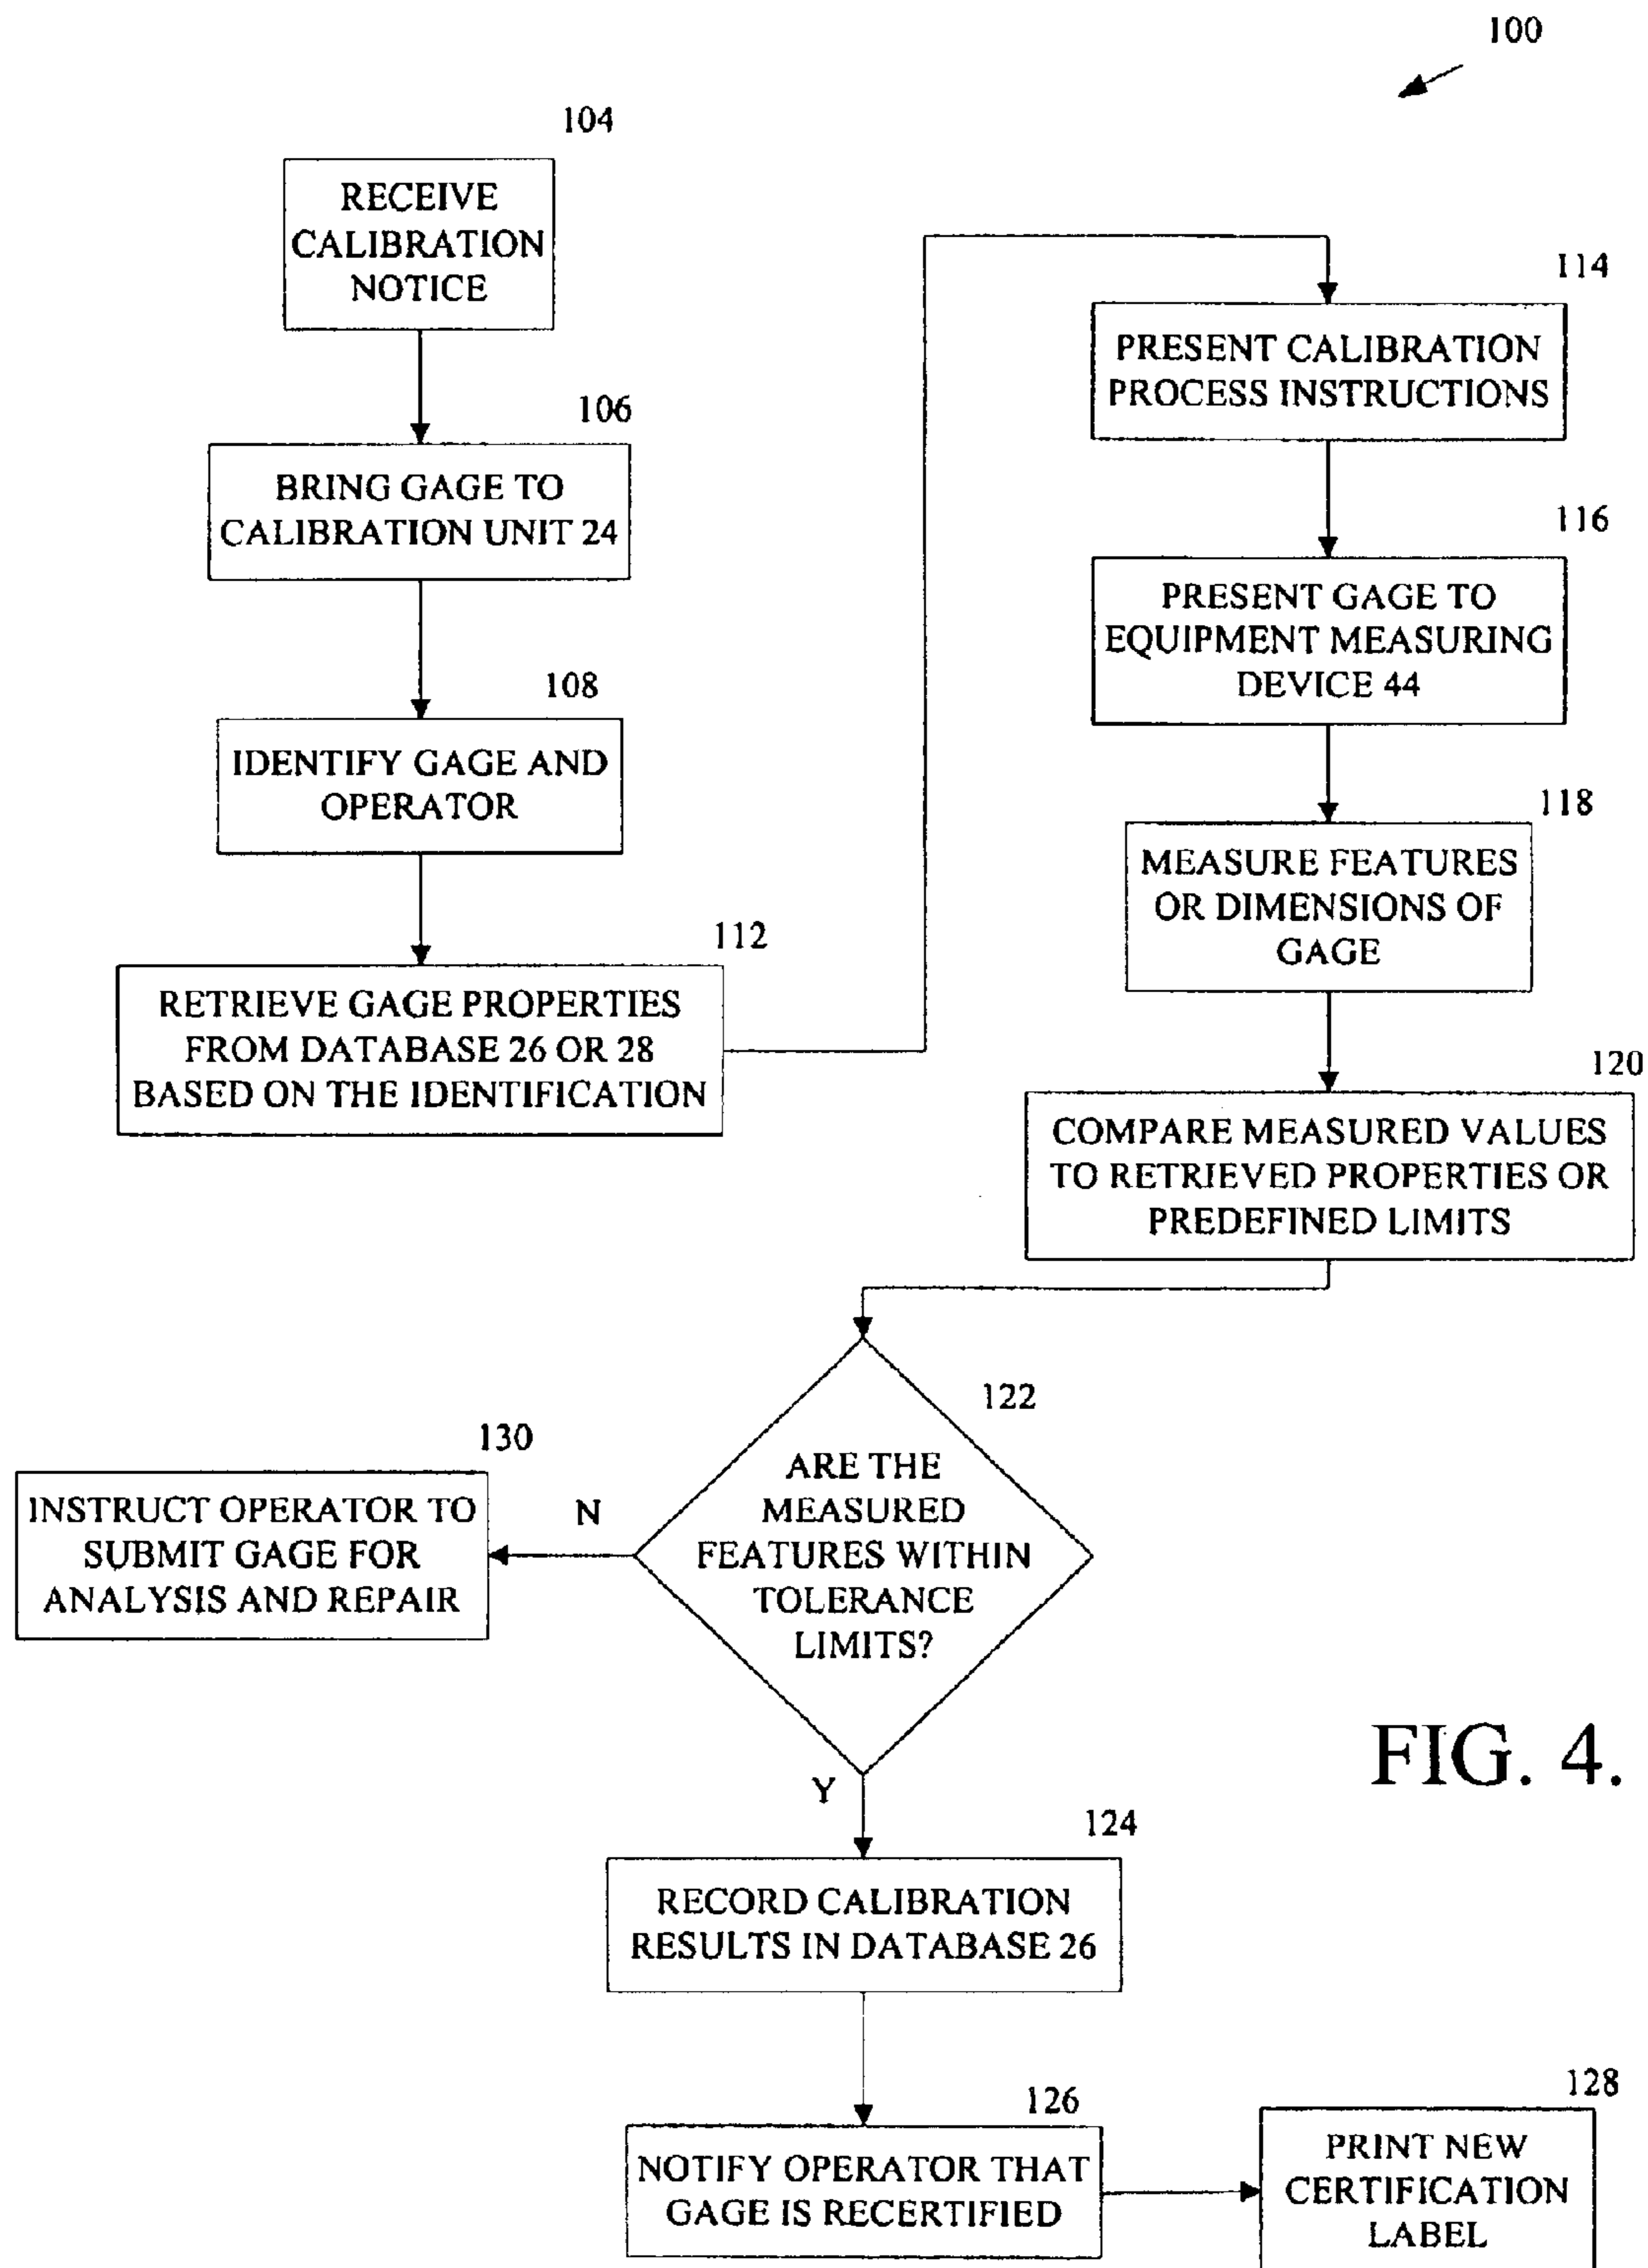 100
104
RECEIVE
CALIBRATION
NOTICE
106
BRING GAGE TO
CALIBRATION UNIT 24
108
IDENTIFY GAGE AND
OPERATOR
112
RETRIEVE GAGE PROPERTIES
FROM DATABASE 26 OR 28
BASED ON THE IDENTIFICATION
114
PRESENT CALIBRATION
PROCESS INSTRUCTIONS
116
PRESENT GAGE TO
EQUIPMENT MEASURING
DEVICE 44
118
MEASURE FEATURES
OR DIMENSIONS OF
GAGE
120
COMPARE MEASURED VALUES
TO RETRIEVED PROPERTIES OR
PREDEFINED LIMITS
122
ARE THE
MEASURED
FEATURES WITHIN
TOLERANCE
LIMITS?
N
130
INSTRUCT OPERATOR TO
SUBMIT GAGE FOR
ANALYSIS AND REPAIR
Y
124
RECORD CALIBRATION
RESULTS IN DATABASE 26
126
NOTIFY OPERATOR THAT
GAGE IS RECERTIFIED
128
PRINT NEW
CERTIFICATION
LABEL
FIG. 4.